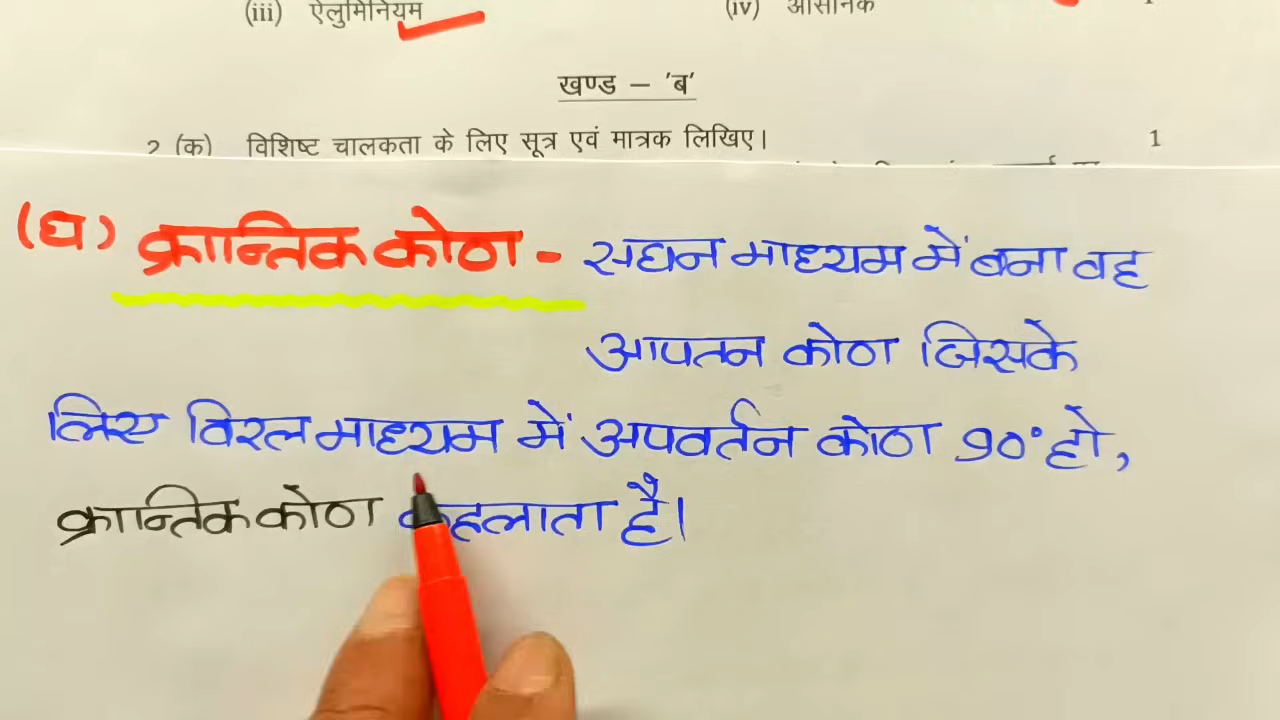 (iii) ऐलुमिनियम (iv) आर्सेनिक
खण्ड – 'ब'
2 (क) विशिष्ट चालकता के लिए सूत्र एवं मात्रक लिखिए। 1
(घ) क्रान्तिक कोण - सघन माध्यम में बना वह
आपतन कोण जिसके
लिए विरल माध्यम में अपवर्तन कोण 90° हो,
क्रान्तिक कोण कहलाता है।